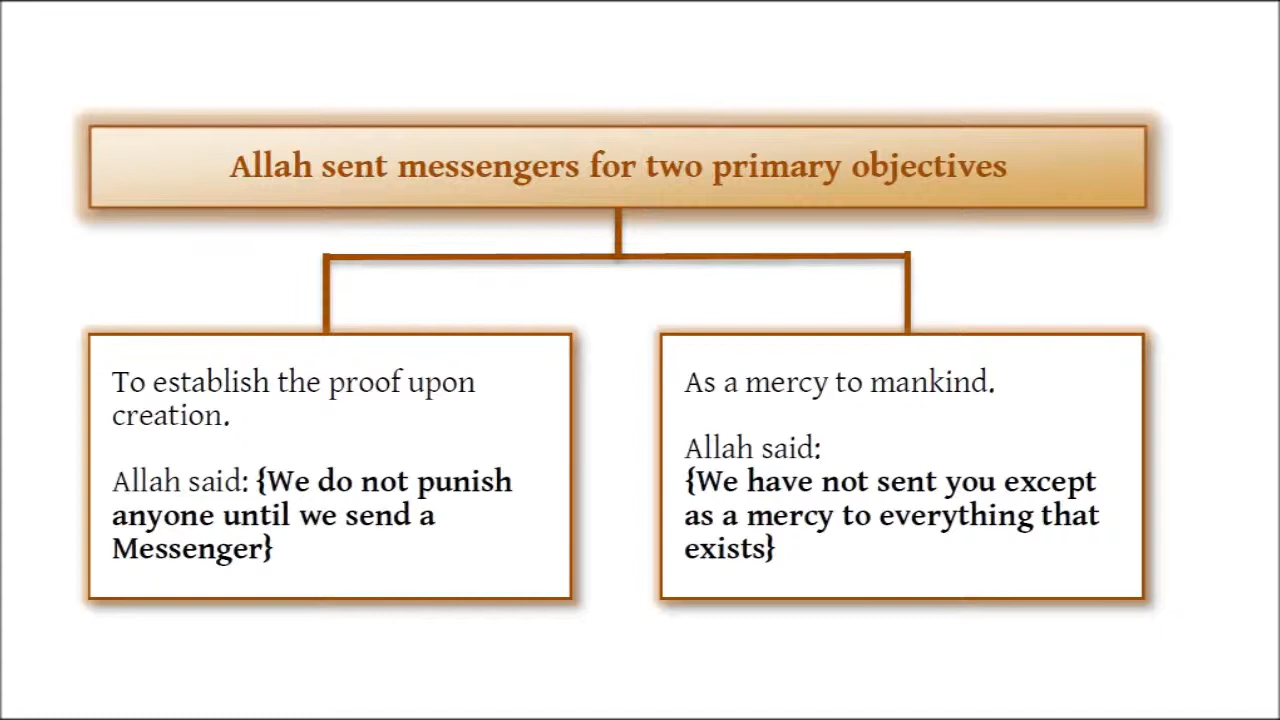 Allah sent messengers for two primary objectives
To establish the proof upon
creation.
Allah said: {We do not punish
anyone until we send a
Messenger}
As a mercy to mankind.
Allah said:
{We have not sent you except
as a mercy to everything that
exists}